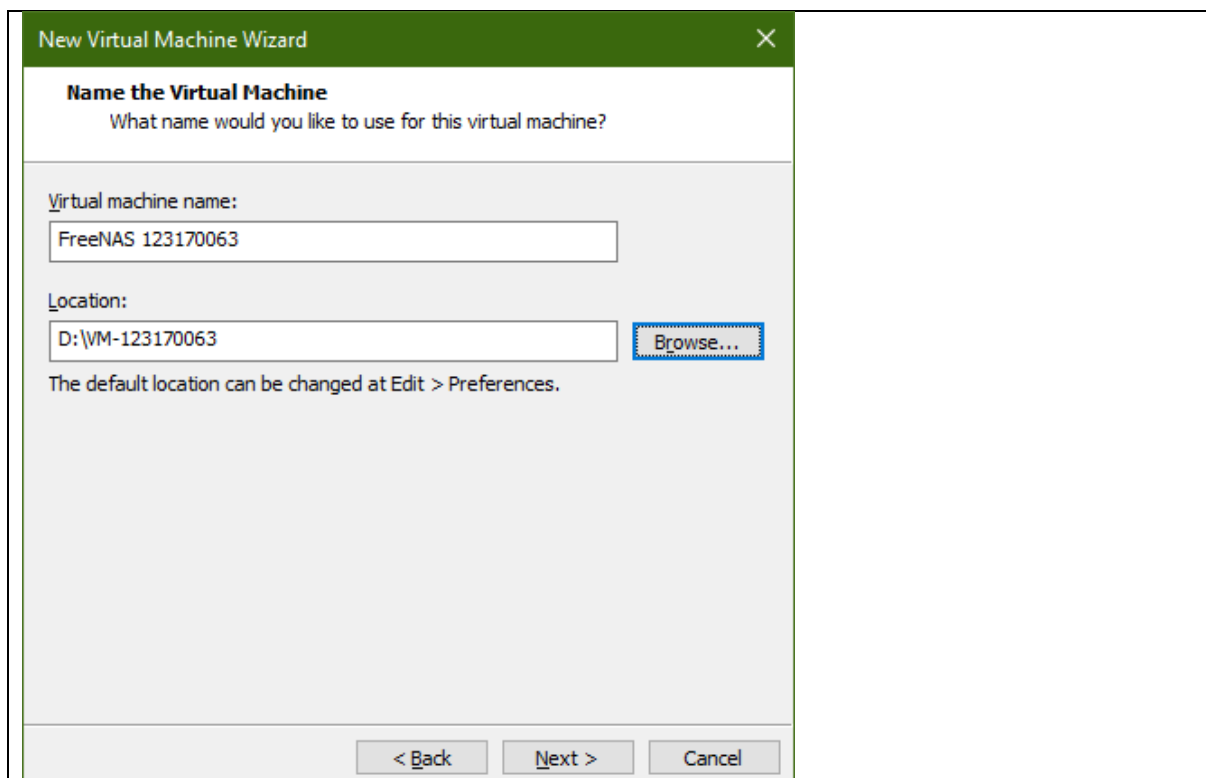 New Virtual Machine Wizard
Name the Virtual Machine
What name would you like to use for this virtual machine?
Virtual machine name:
FreeNAS 123170063
Location:
D:\VM-123170063
Browse...
The default location can be changed at Edit > Preferences.
< Back Next > Cancel